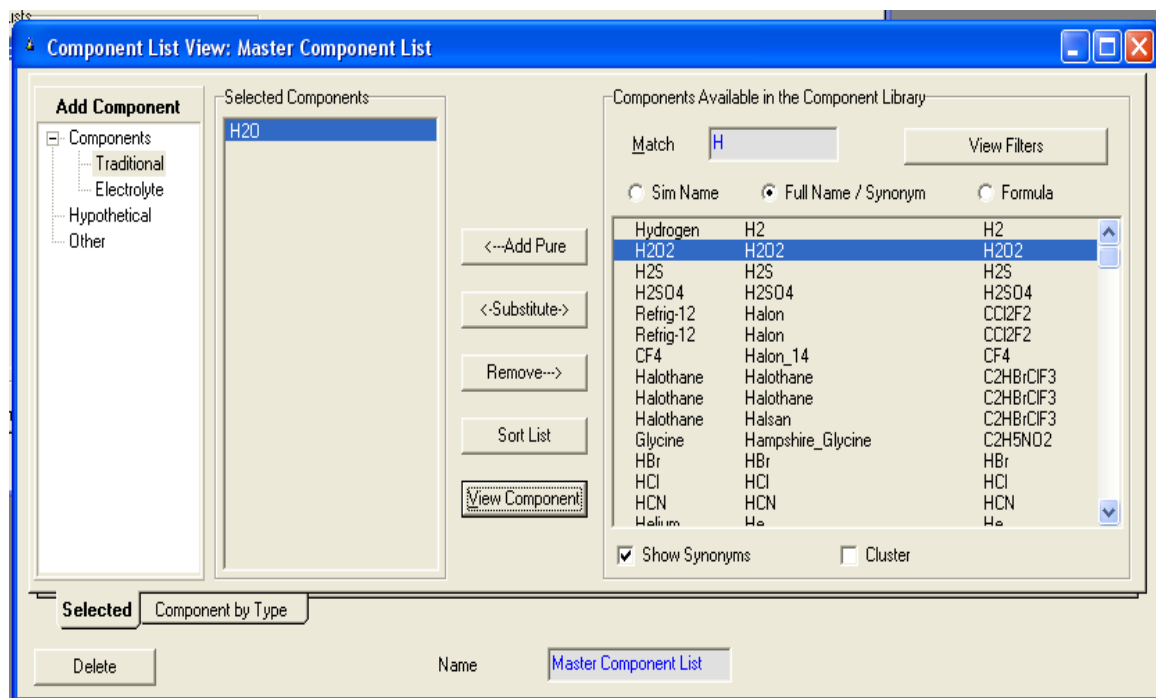 Component List View: Master Component List
Add Component
Components
Traditional
Electrolyte
Hypothetical
Other
Selected Components
H2O
<---Add Pure
<-Substitute->
Remove--->
Sort List
View Component
Components Available in the Component Library
Match H View Filters
Sim Name Full Name / Synonym Formula
Hydrogen H2 H2
H2O2 H2O2 H2O2
H2S H2S H2S
H2SO4 H2SO4 H2SO4
Refrig-12 Halon CCl2F2
Refrig-12 Halon CCl2F2
CF4 Halon_14 CF4
Halothane Halothane C2HBrClF3
Halothane Halothane C2HBrClF3
Halothane Halsan C2HBrClF3
Glycine Hampshire_Glycine C2H5NO2
HBr HBr HBr
HCl HCl HCl
HCN HCN HCN
Helium He He
Show Synonyms Cluster
Selected Component by Type
Delete Name Master Component List